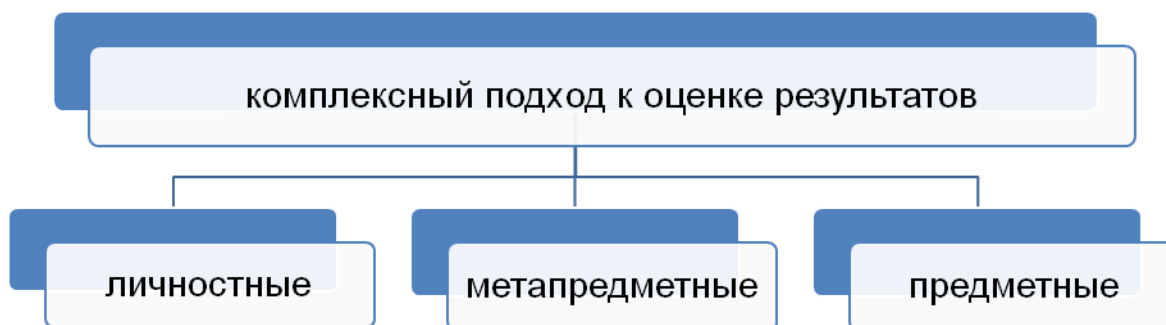 комплексный подход к оценке результатов
личностные
метапредметные
предметные